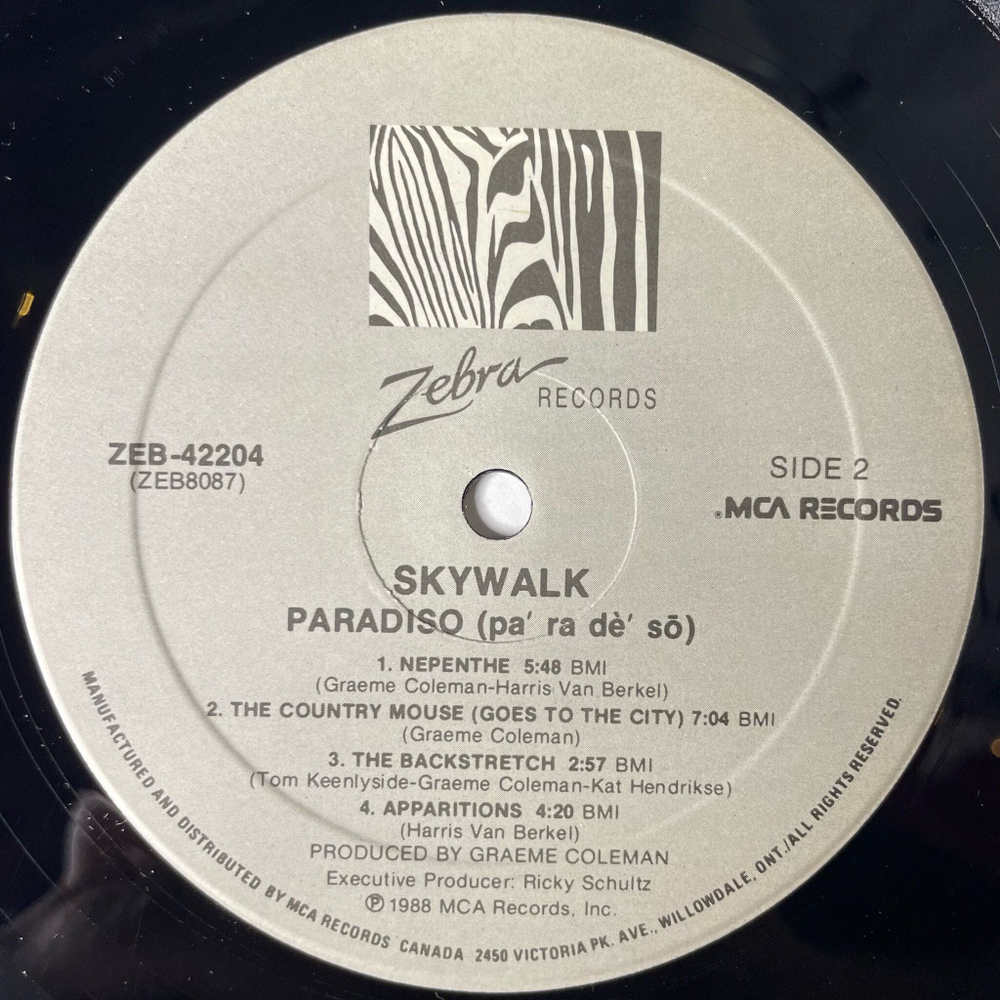 Zebra RECORDS
ZEB-42204
(ZEB8087)
SIDE 2
®MCA RECORDS
SKYWALK
PARADISO (pa′ ra dè′ sō)
1. NEPENTHE 5:48 BMI
(Graeme Coleman-Harris Van Berkel)
2. THE COUNTRY MOUSE (GOES TO THE CITY) 7:04 BMI
(Graeme Coleman)
3. THE BACKSTRETCH 2:57 BMI
(Tom Keenlyside-Graeme Coleman-Kat Hendrikse)
4. APPARITIONS 4:20 BMI
(Harris Van Berkel)
PRODUCED BY GRAEME COLEMAN
Executive Producer: Ricky Schultz
℗ 1988 MCA Records, Inc.
MANUFACTURED AND DISTRIBUTED BY MCA RECORDS CANADA 2450 VICTORIA PK. AVE., WILLOWDALE, ONT./ALL RIGHTS RESERVED.